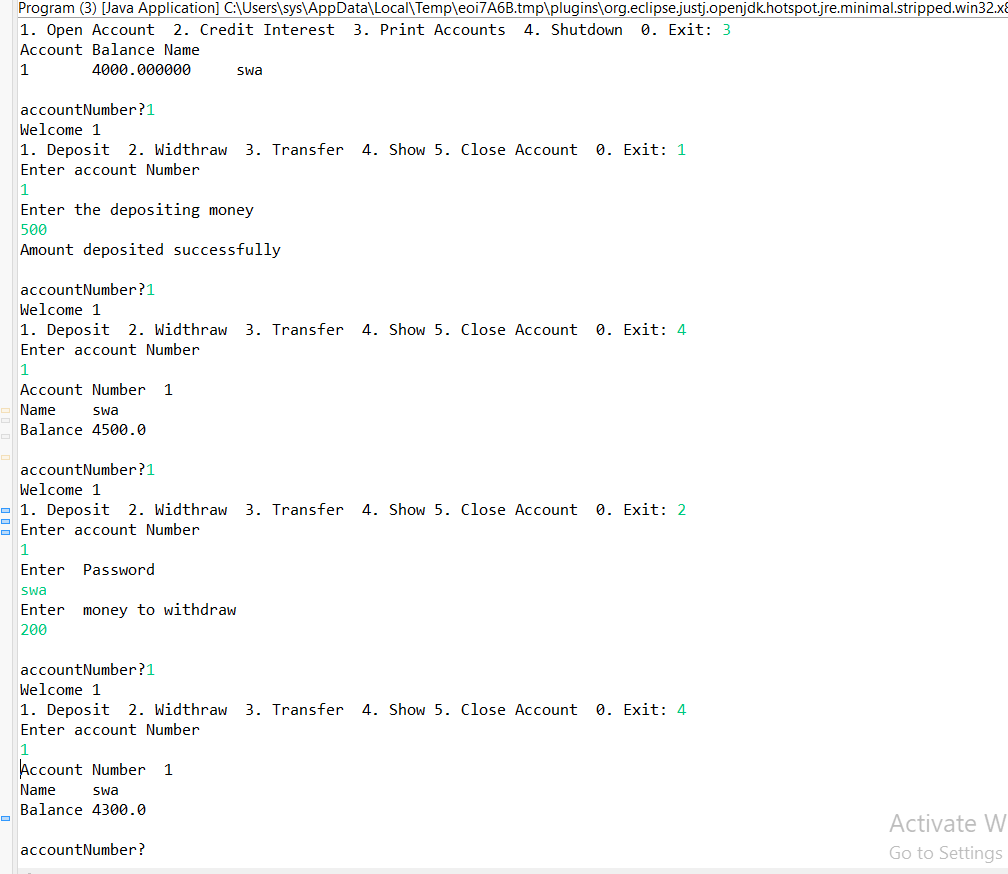 Program (3) [Java Application] C:\Users\sys\AppData\Local\Temp\eoi7A6B.tmp\plugins\org.eclipse.justj.openjdk.hotspot.jre.minimal.stripped.win32.x8
1. Open Account  2. Credit Interest  3. Print Accounts  4. Shutdown  0. Exit: 3
Account Balance Name
1       4000.000000     swa
accountNumber?1
Welcome 1
1. Deposit  2. Widthraw  3. Transfer  4. Show 5. Close Account  0. Exit: 1
Enter account Number
1
Enter the depositing money
500
Amount deposited successfully
accountNumber?1
Welcome 1
1. Deposit  2. Widthraw  3. Transfer  4. Show 5. Close Account  0. Exit: 4
Enter account Number
1
Account Number  1
Name    swa
Balance 4500.0
accountNumber?1
Welcome 1
1. Deposit  2. Widthraw  3. Transfer  4. Show 5. Close Account  0. Exit: 2
Enter account Number
1
Enter  Password
swa
Enter  money to withdraw
200
accountNumber?1
Welcome 1
1. Deposit  2. Widthraw  3. Transfer  4. Show 5. Close Account  0. Exit: 4
Enter account Number
1
Account Number  1
Name    swa
Balance 4300.0
accountNumber?
Activate W
Go to Settings